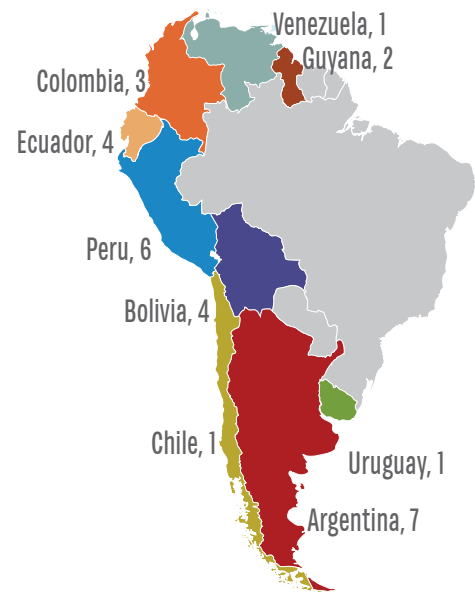 Venezuela, 1
Guyana, 2
Colombia, 3
Ecuador, 4
Peru, 6
Bolivia, 4
Chile, 1
Uruguay, 1
Argentina, 7